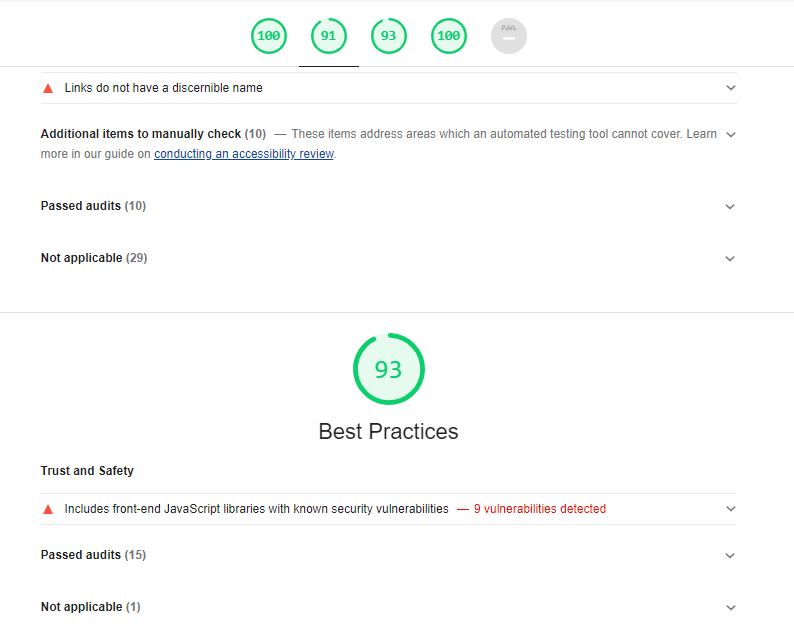 100 91 93 100 PWA
Links do not have a discernible name
Additional items to manually check (10) — These items address areas which an automated testing tool cannot cover. Learn
more in our guide on conducting an accessibility review.
Passed audits (10)
Not applicable (29)
93
Best Practices
Trust and Safety
Includes front-end JavaScript libraries with known security vulnerabilities — 9 vulnerabilities detected
Passed audits (15)
Not applicable (1)